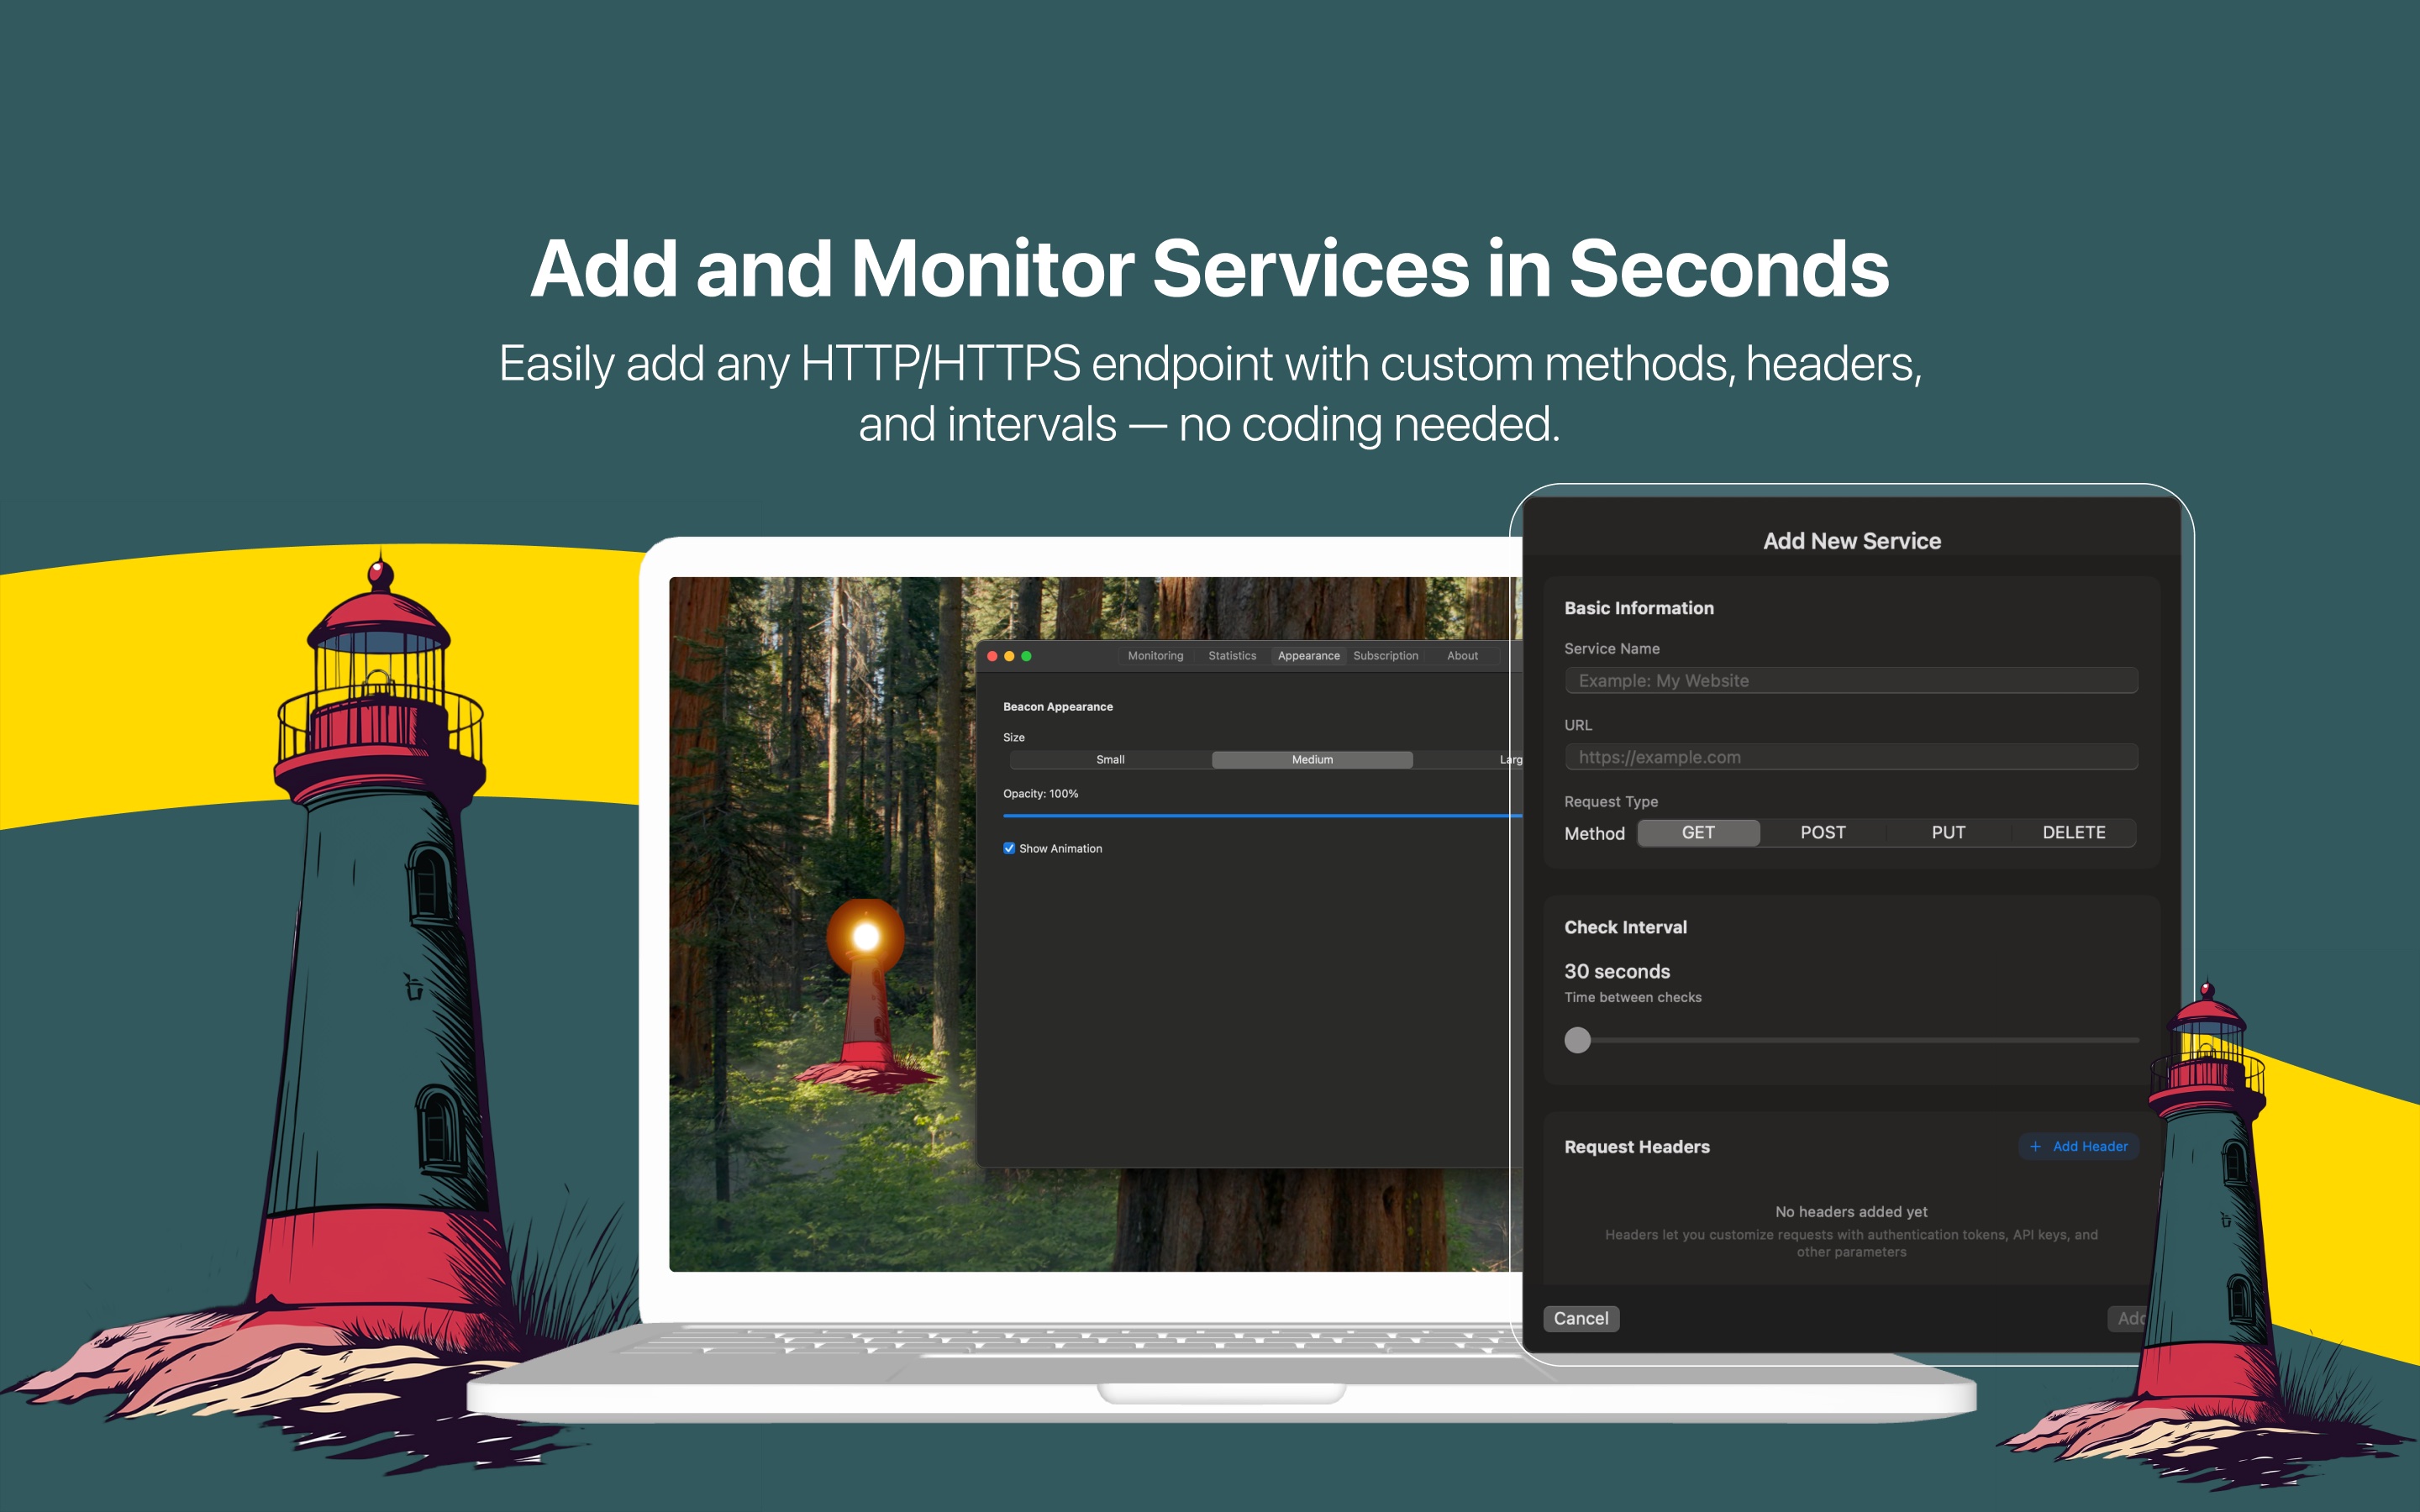 Add and Monitor Services in Seconds
Easily add any HTTP/HTTPS endpoint with custom methods, headers,
and intervals — no coding needed.
Monitoring Statistics Appearance Subscription About
Beacon Appearance
Size
Small Medium Larg
Opacity: 100%
Show Animation
Add New Service
Basic Information
Service Name
Example: My Website
URL
https://example.com
Request Type
Method GET POST PUT DELETE
Check Interval
30 seconds
Time between checks
Request Headers
+ Add Header
No headers added yet
Headers let you customize requests with authentication tokens, API keys, and
other parameters
Cancel Add